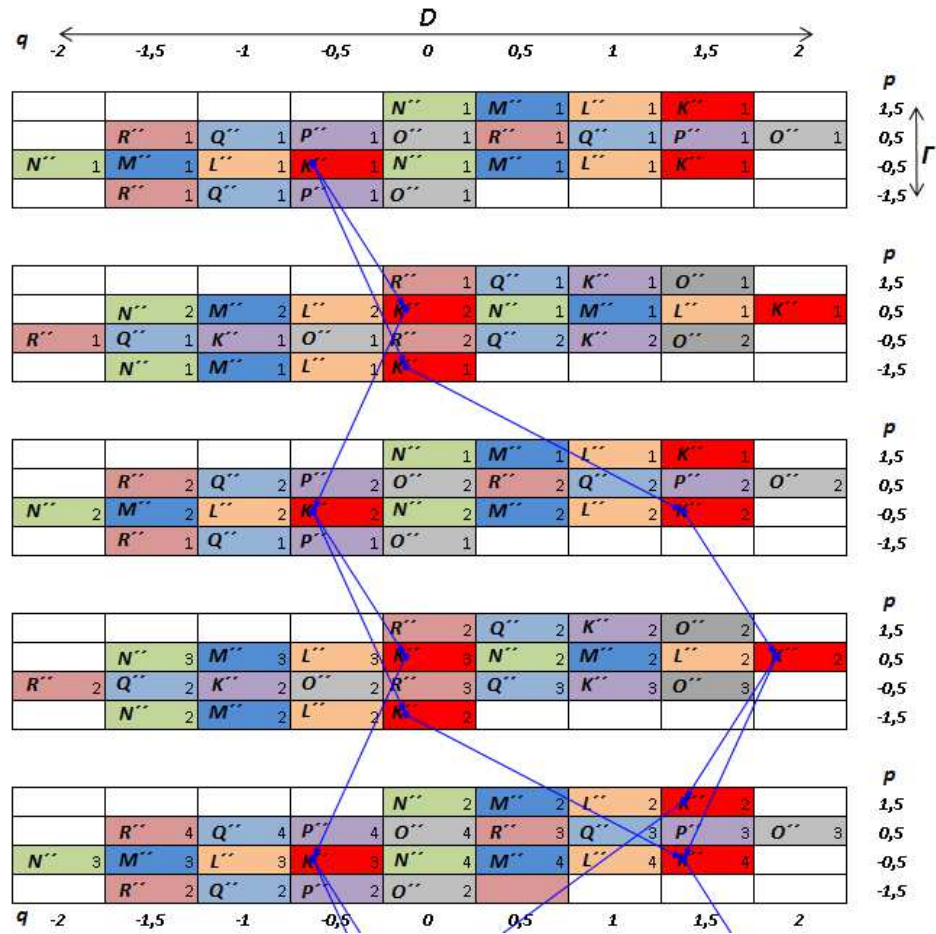 D
q -2 -1,5 -1 -0,5 0 0,5 1 1,5 2
p
N´´ 1 M´´ 1 L´´ 1 K´´ 1 1,5
R´´ 1 Q´´ 1 P´´ 1 O´´ 1 R´´ 1 Q´´ 1 P´´ 1 O´´ 1 0,5
N´´ 1 M´´ 1 L´´ 1 K´´ 1 N´´ 1 M´´ 1 L´´ 1 K´´ 1 -0,5 Γ
R´´ 1 Q´´ 1 P´´ 1 O´´ 1 -1,5
p
R´´ 1 Q´´ 1 K´´ 1 O´´ 1 1,5
N´´ 2 M´´ 2 L´´ 2 K´´ 2 N´´ 1 M´´ 1 L´´ 1 K´´ 1 0,5
R´´ 1 Q´´ 1 K´´ 1 O´´ 1 R´´ 2 Q´´ 2 K´´ 2 O´´ 2 -0,5
N´´ 1 M´´ 1 L´´ 1 K´´ 1 -1,5
p
N´´ 1 M´´ 1 L´´ 1 K´´ 1 1,5
R´´ 2 Q´´ 2 P´´ 2 O´´ 2 R´´ 2 Q´´ 2 P´´ 2 O´´ 2 0,5
N´´ 2 M´´ 2 L´´ 2 K´´ 2 N´´ 2 M´´ 2 L´´ 2 K´´ 2 -0,5
R´´ 1 Q´´ 1 P´´ 1 O´´ 1 -1,5
p
R´´ 2 Q´´ 2 K´´ 2 O´´ 2 1,5
N´´ 3 M´´ 3 L´´ 3 K´´ 3 N´´ 2 M´´ 2 L´´ 2 K´´ 2 0,5
R´´ 2 Q´´ 2 K´´ 2 O´´ 2 R´´ 3 Q´´ 3 K´´ 3 O´´ 3 -0,5
N´´ 2 M´´ 2 L´´ 2 K´´ 2 -1,5
p
N´´ 2 M´´ 2 L´´ 2 K´´ 2 1,5
R´´ 4 Q´´ 4 P´´ 4 O´´ 4 R´´ 3 Q´´ 3 P´´ 3 O´´ 3 0,5
N´´ 3 M´´ 3 L´´ 3 K´´ 3 N´´ 4 M´´ 4 L´´ 4 K´´ 4 -0,5
R´´ 2 Q´´ 2 P´´ 2 O´´ 2 -1,5
q -2 -1,5 -1 -0,5 0 0,5 1 1,5 2